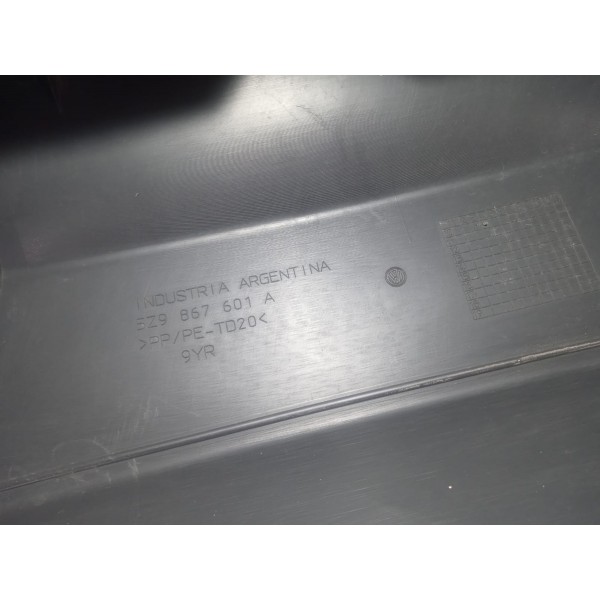 INDUSTRIA ARGENTINA
5Z9 867 601 A
>PP/PE-TD20<
9YR